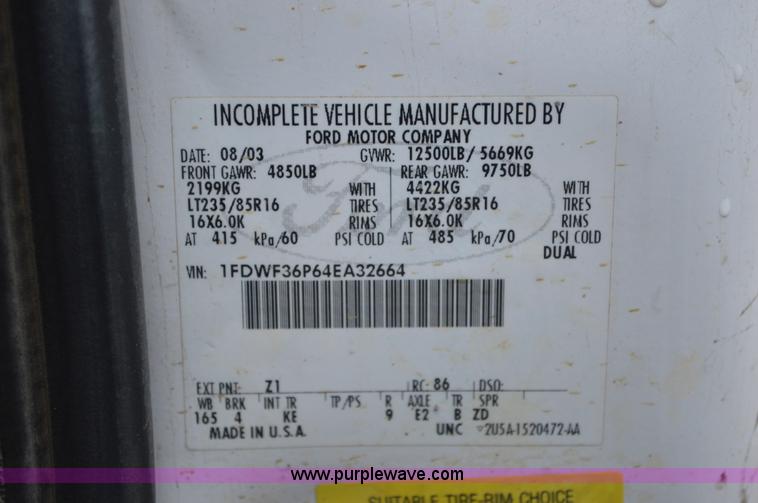 INCOMPLETE VEHICLE MANUFACTURED BY
FORD MOTOR COMPANY
DATE: 08/03 GVWR: 12500LB/ 5669KG
FRONT GAWR: 4850LB REAR GAWR: 9750LB
2199KG WITH 4422KG WITH
LT235/85R16 TIRES LT235/85R16 TIRES
16X6.0K RIMS 16X6.0K RIMS
AT 415 kPa/60 PSI COLD AT 485 kPa/70 PSI COLD
DUAL
Ford
VIN: 1FDWF36P64EA32664
EXT PNT: Z1 RC: 86 DSO:
WB BRK INT TR TP/PS R AXLE TR SPR
165 4 KE 9 E2 B ZD
MADE IN U.S.A. UNC 2U5A-1520472-AA
www.purplewave.com
SUITABLE TIRE-RIM CHOICE